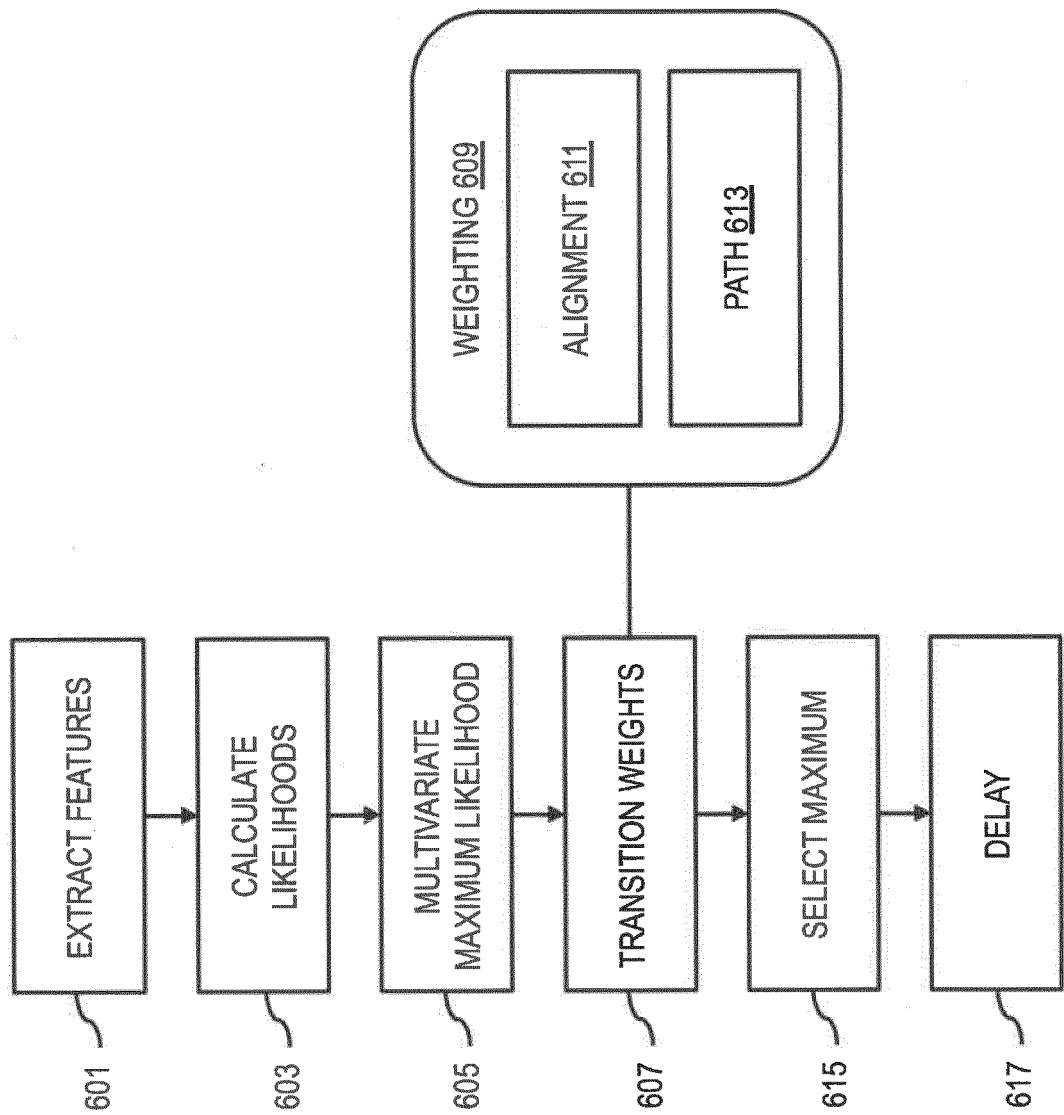 601
EXTRACT FEATURES
603
CALCULATE
LIKELIHOODS
605
MULTIVARIATE
MAXIMUM LIKELIHOOD
607
TRANSITION WEIGHTS
WEIGHTING 609
ALIGNMENT 611
PATH 613
615
SELECT MAXIMUM
617
DELAY